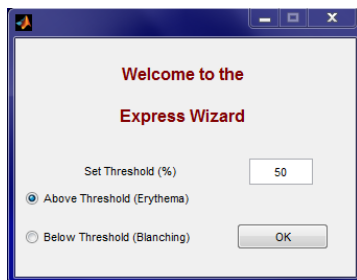 Welcome to the
Express Wizard
Set Threshold (%) 50
Above Threshold (Erythema)
Below Threshold (Blanching) OK